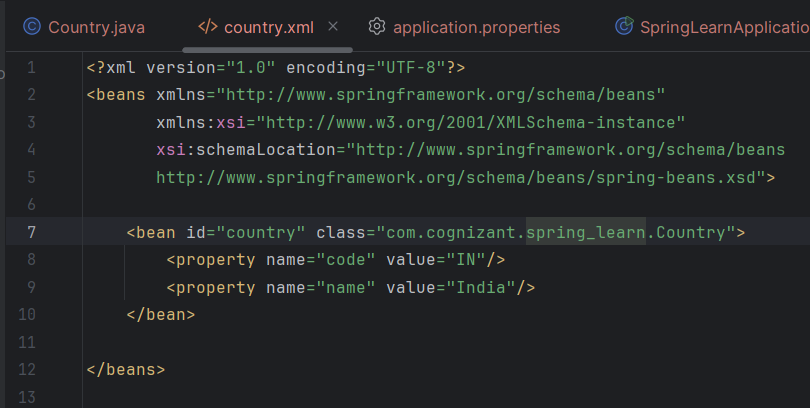 Country.java
country.xml
application.properties
SpringLearnApplicatio
1 <?xml version="1.0" encoding="UTF-8"?>
2 <beans xmlns="http://www.springframework.org/schema/beans"
3 xmlns:xsi="http://www.w3.org/2001/XMLSchema-instance"
4 xsi:schemaLocation="http://www.springframework.org/schema/beans
5 http://www.springframework.org/schema/beans/spring-beans.xsd">
6
7 <bean id="country" class="com.cognizant.spring_learn.Country">
8 <property name="code" value="IN"/>
9 <property name="name" value="India"/>
10 </bean>
11
12 </beans>
13